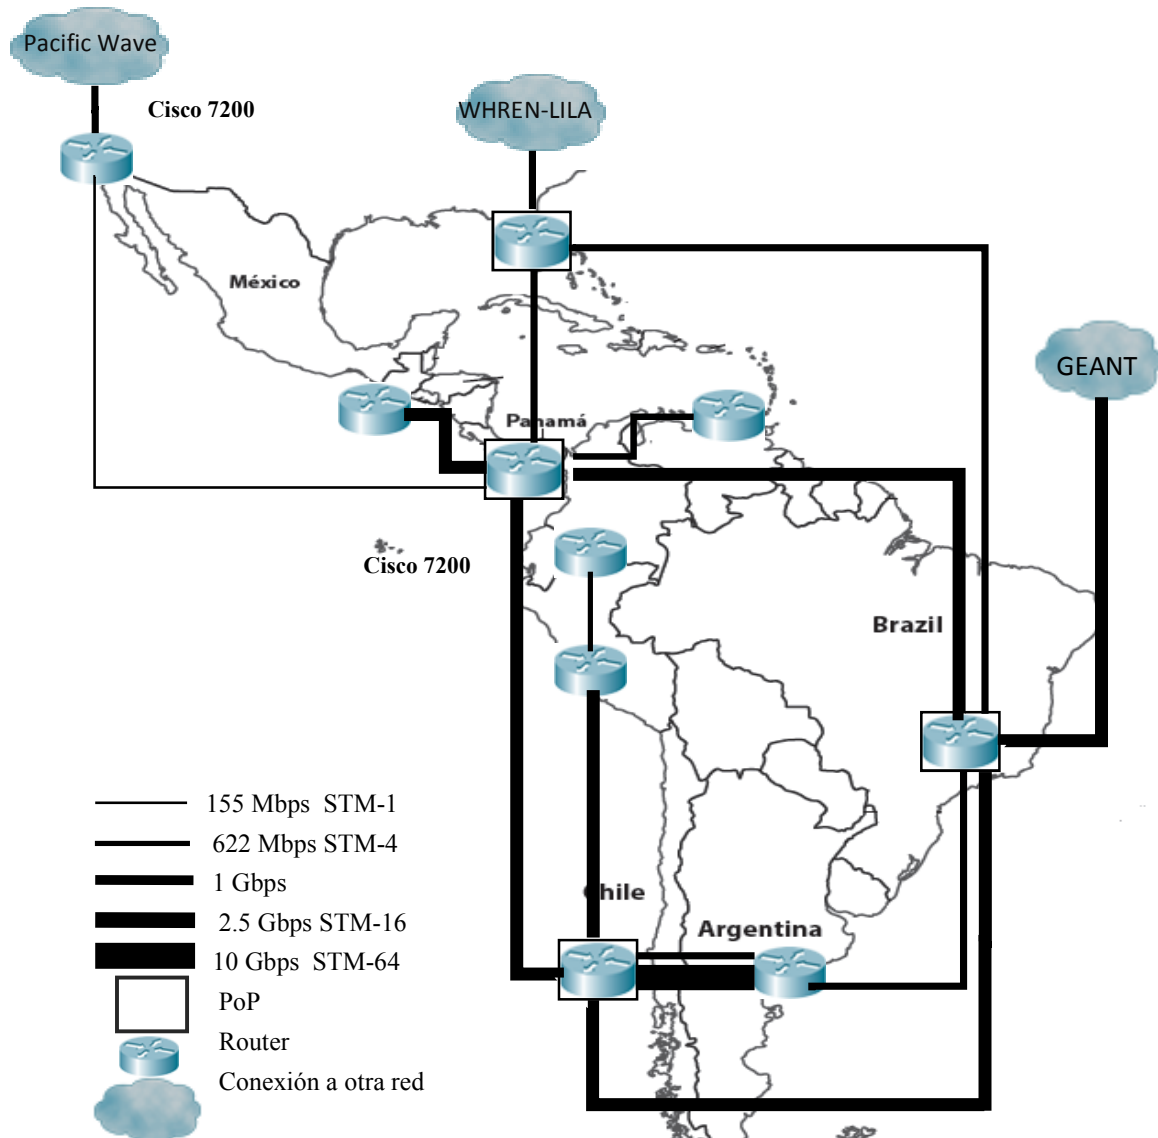 Pacific Wave
Cisco 7200
WHREN-LILA
México
GEANT
Panamá
Cisco 7200
Brazil
155 Mbps STM-1
622 Mbps STM-4
1 Gbps
2.5 Gbps STM-16
10 Gbps STM-64
PoP
Router
Conexión a otra red
Chile
Argentina